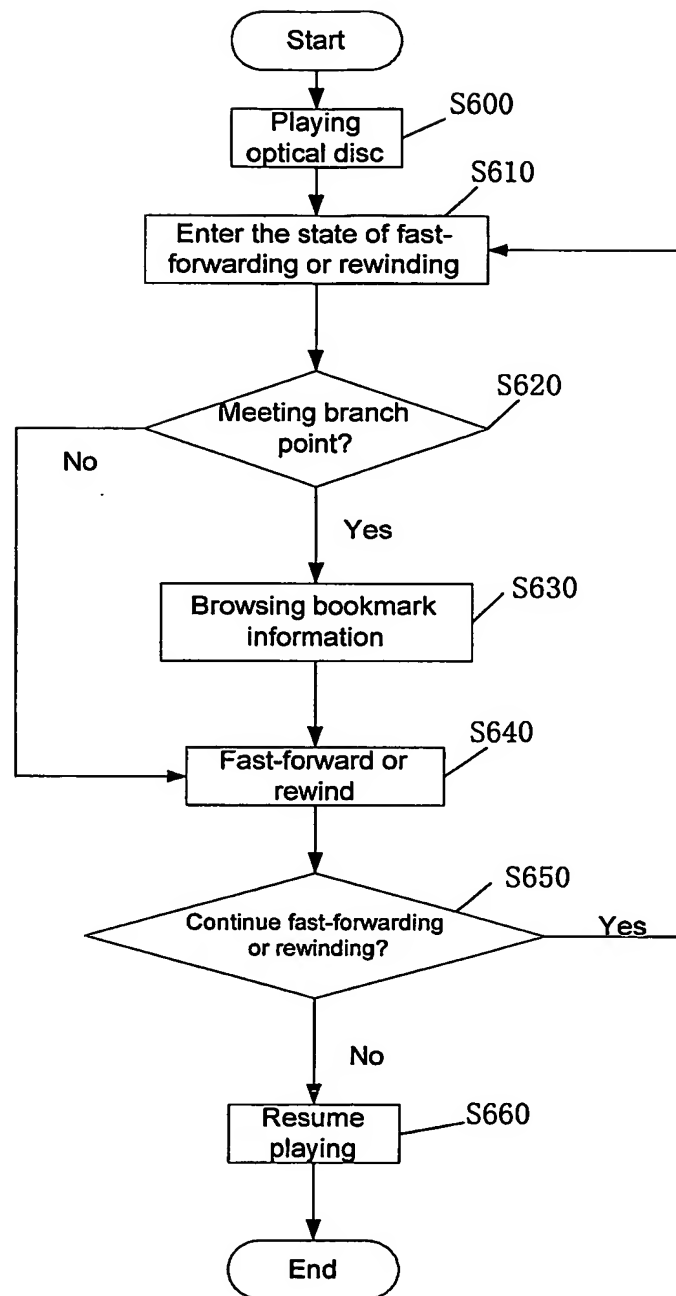 Start
S600
Playing
optical disc
S610
Enter the state of fast-
forwarding or rewinding
S620
Meeting branch
point?
No
Yes
S630
Browsing bookmark
information
S640
Fast-forward or
rewind
S650
Continue fast-forwarding
or rewinding?
Yes
No
S660
Resume
playing
End